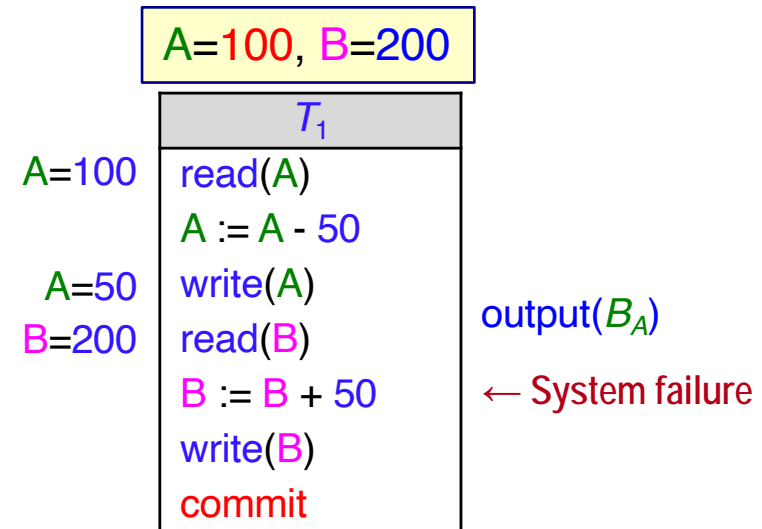 A=100, B=200
T1
A=100 read(A)
A := A - 50
A=50 write(A)
output(BA)
B=200 read(B)
B := B + 50 ← System failure
write(B)
commit